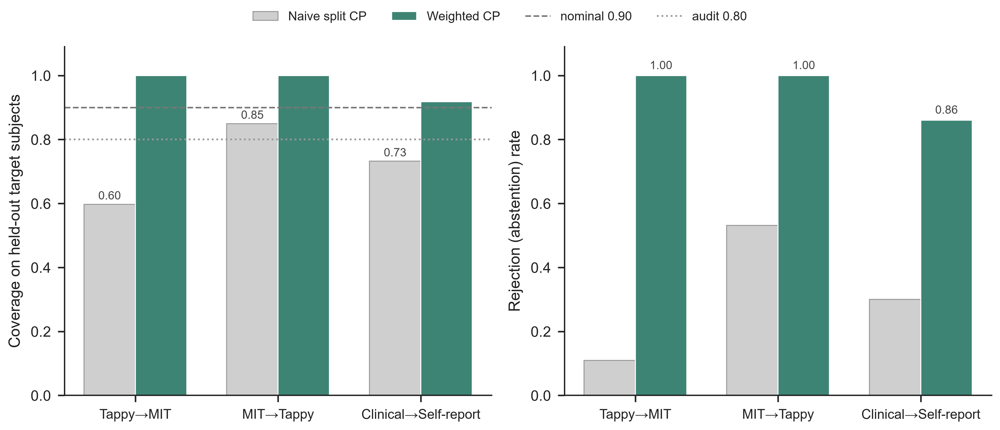 Naive split CP
Weighted CP
nominal 0.90
audit 0.80
Coverage on held-out target subjects
1.0
0.8
0.6
0.4
0.2
0.0
0.60
0.85
0.73
Tappy→MIT
MIT→Tappy
Clinical→Self-report
Rejection (abstention) rate
1.0
0.8
0.6
0.4
0.2
0.0
1.00
1.00
0.86
Tappy→MIT
MIT→Tappy
Clinical→Self-report